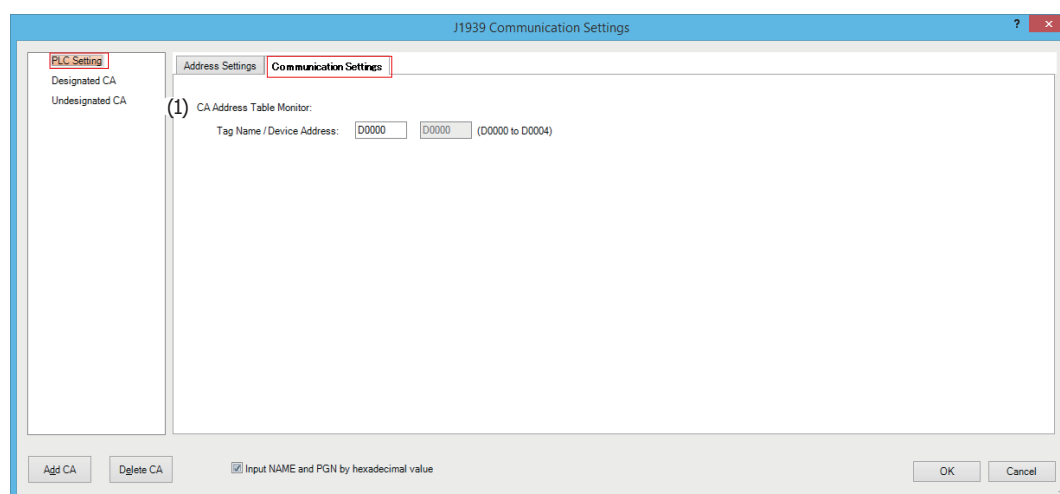 J1939 Communication Settings
? ×
PLC Setting
Designated CA
Undesignated CA
Address Settings Communication Settings
(1) CA Address Table Monitor:
Tag Name / Device Address: D0000 D0000 (D0000 to D0004)
Add CA Delete CA Input NAME and PGN by hexadecimal value OK Cancel